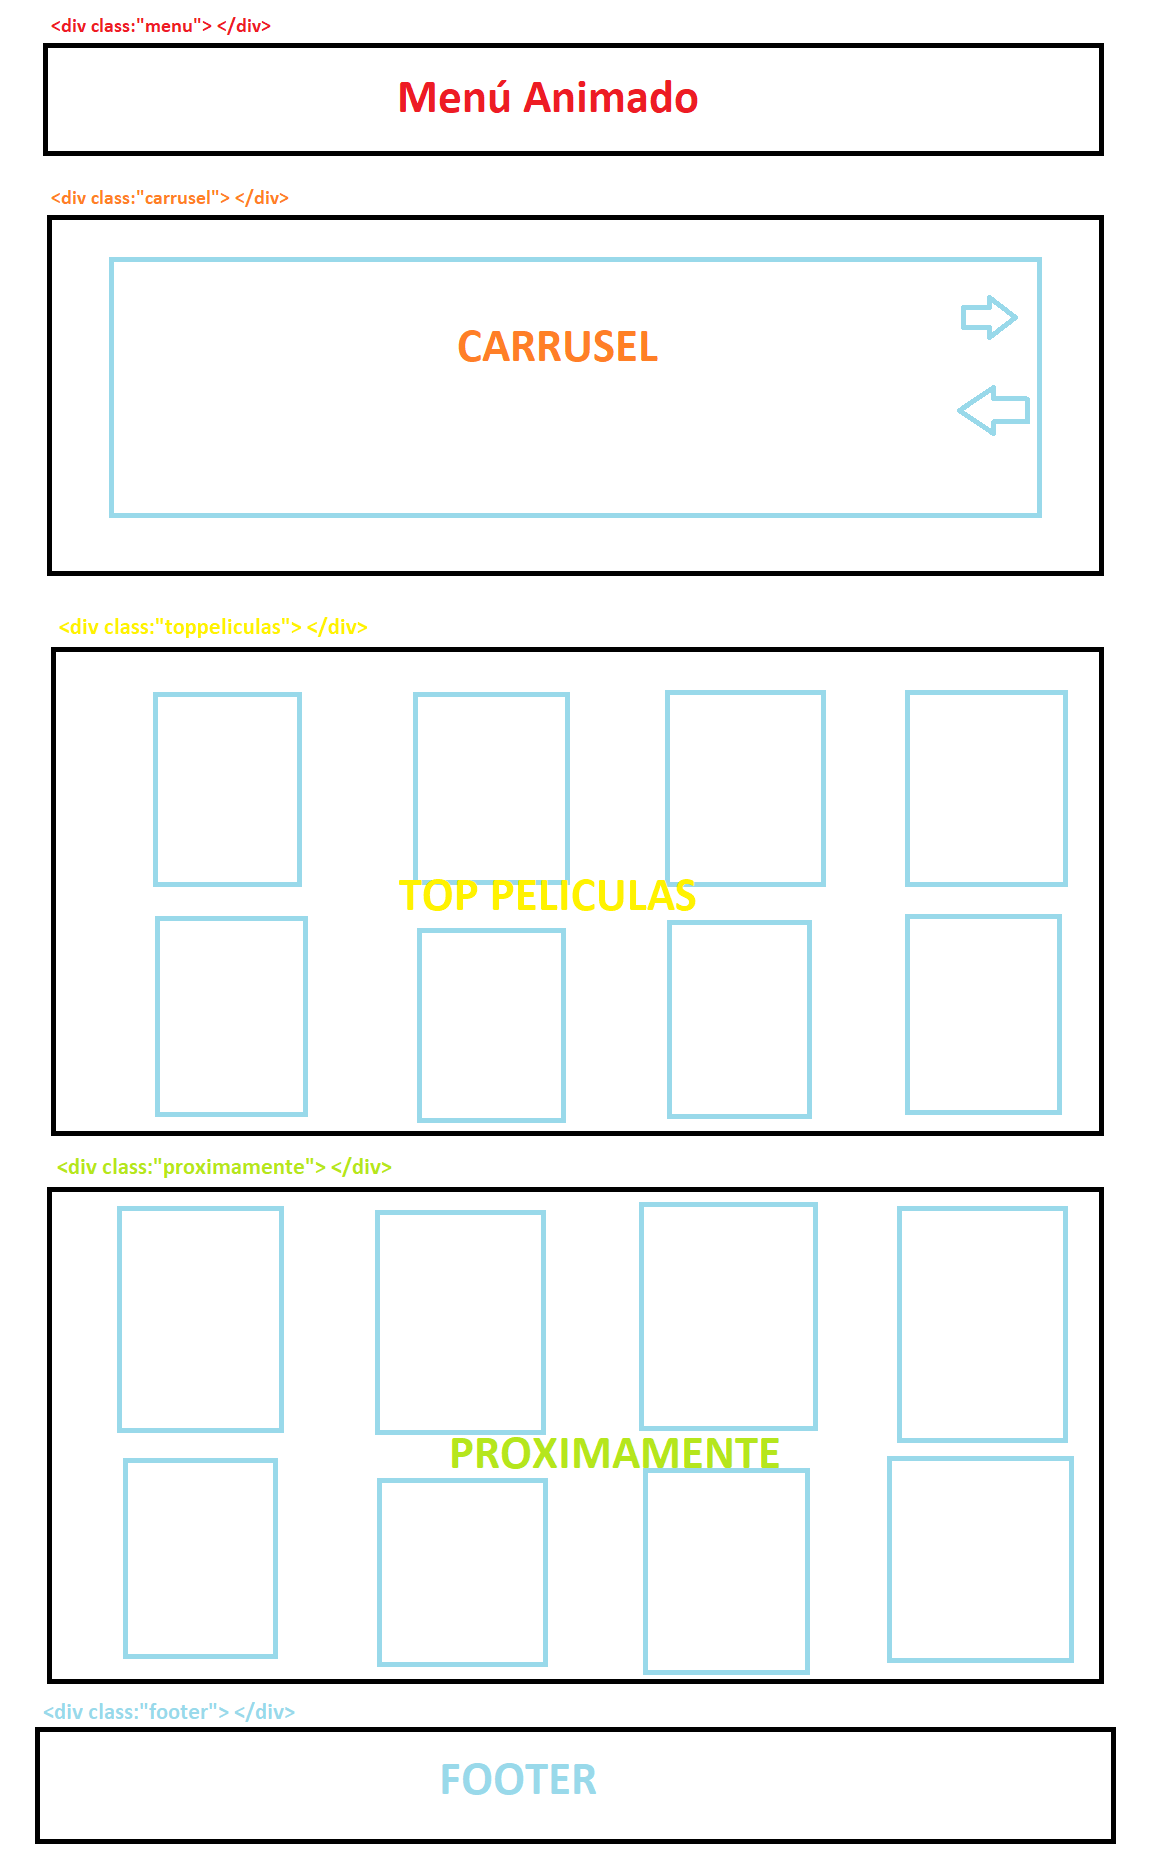 <div class:"menu"> </div>
Menú Animado
<div class:"carrusel"> </div>
CARRUSEL
<div class:"toppeliculas"> </div>
TOP PELICULAS
<div class:"proximamente"> </div>
PROXIMAMENTE
<div class:"footer"> </div>
FOOTER